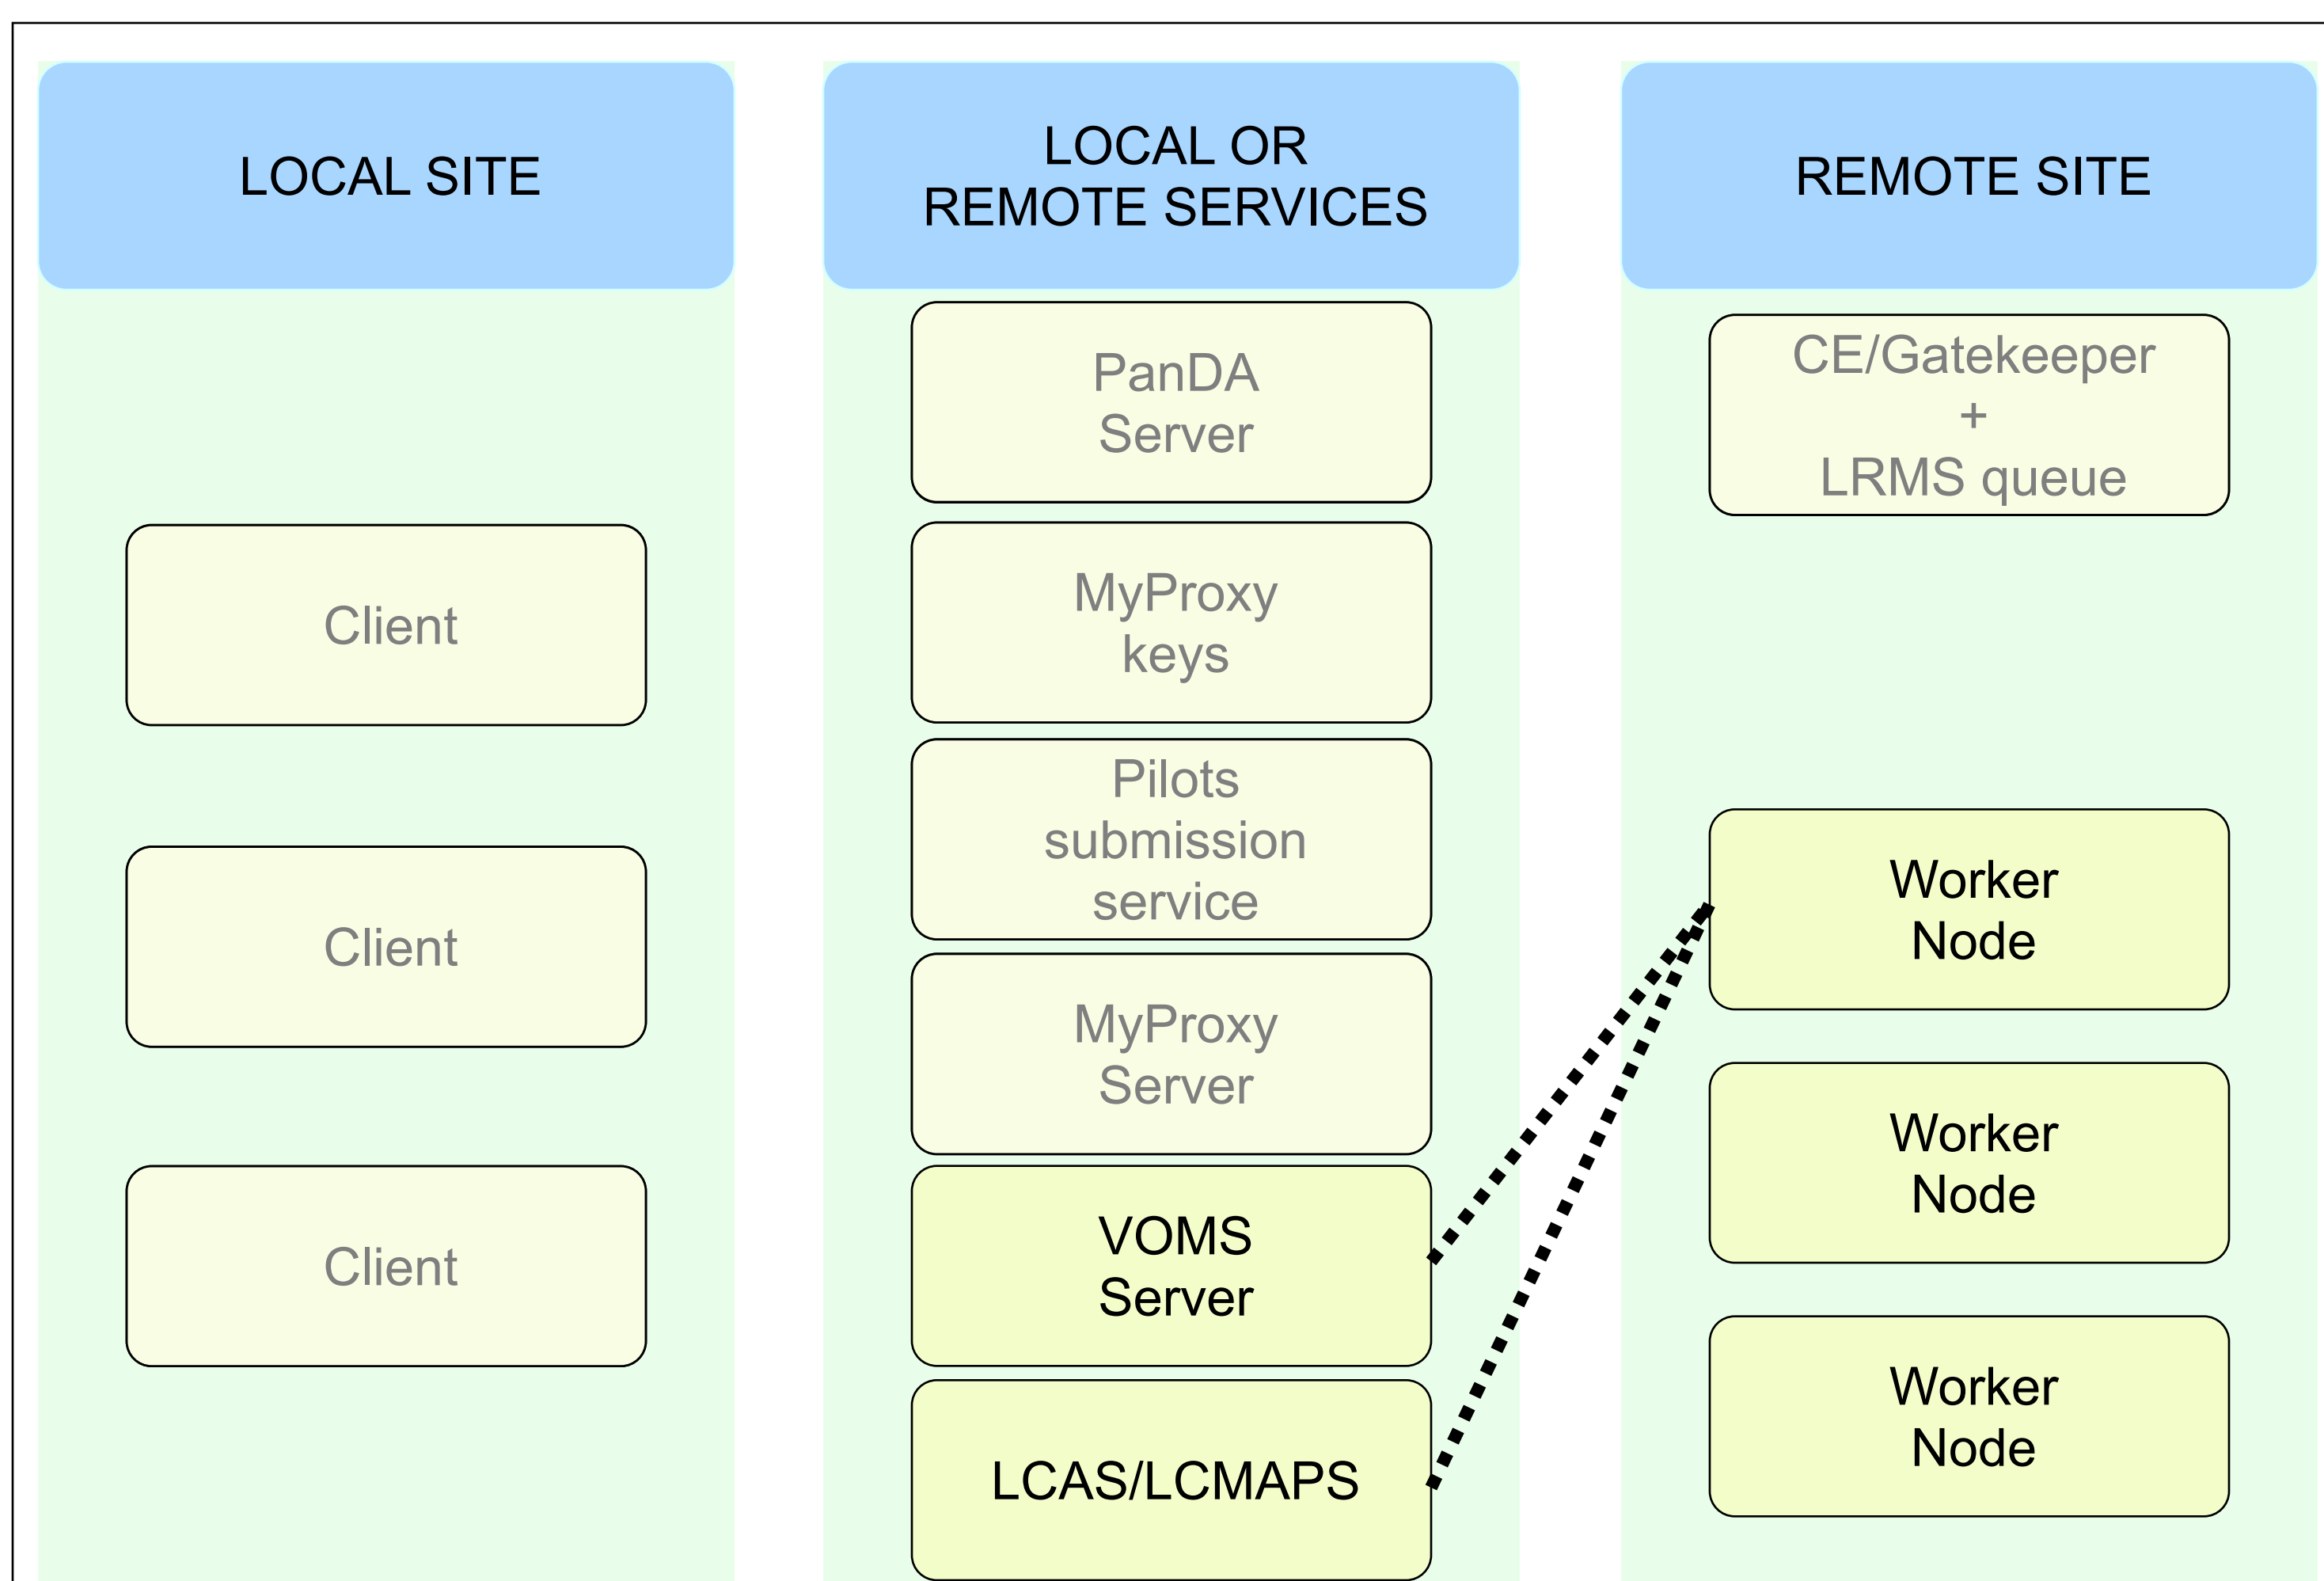 LOCAL SITE
Client
Client
Client
LOCAL OR
REMOTE SERVICES
PanDA
Server
MyProxy
keys
Pilots
submission
service
MyProxy
Server
VOMS
Server
LCAS/LCMAPS
REMOTE SITE
CE/Gatekeeper
+
LRMS queue
Worker
Node
Worker
Node
Worker
Node